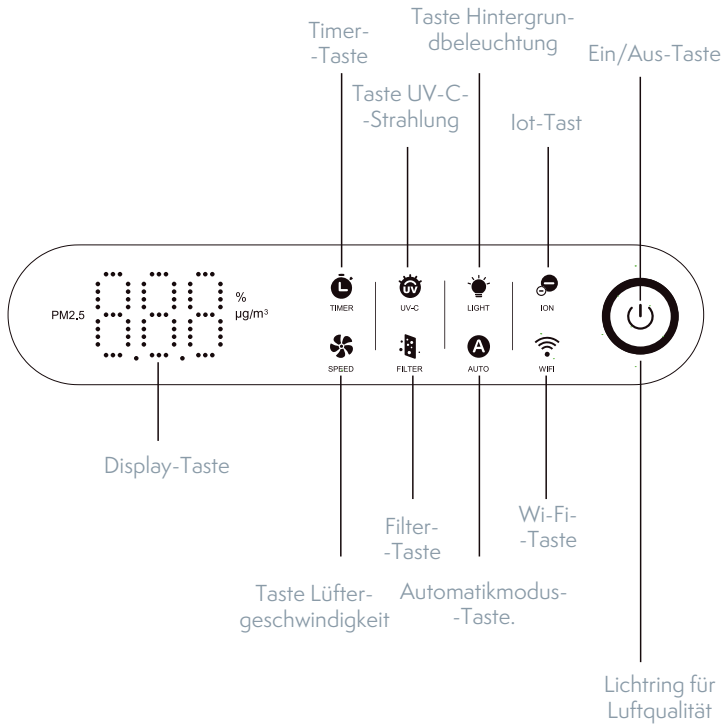 Timer-
-Taste
Taste Hintergrun-
dbeleuchtung
Ein/Aus-Taste
Taste UV-C-
-Strahlung
Iot-Tast
PM2.5
%
µg/m³
TIMER
UV-C
LIGHT
ION
SPEED
FILTER
AUTO
WIFI
Display-Taste
Filter-
-Taste
Wi-Fi-
-Taste
Taste Lüfter-
geschwindigkeit
Automatikmodus-
-Taste.
Lichtring für
Luftqualität